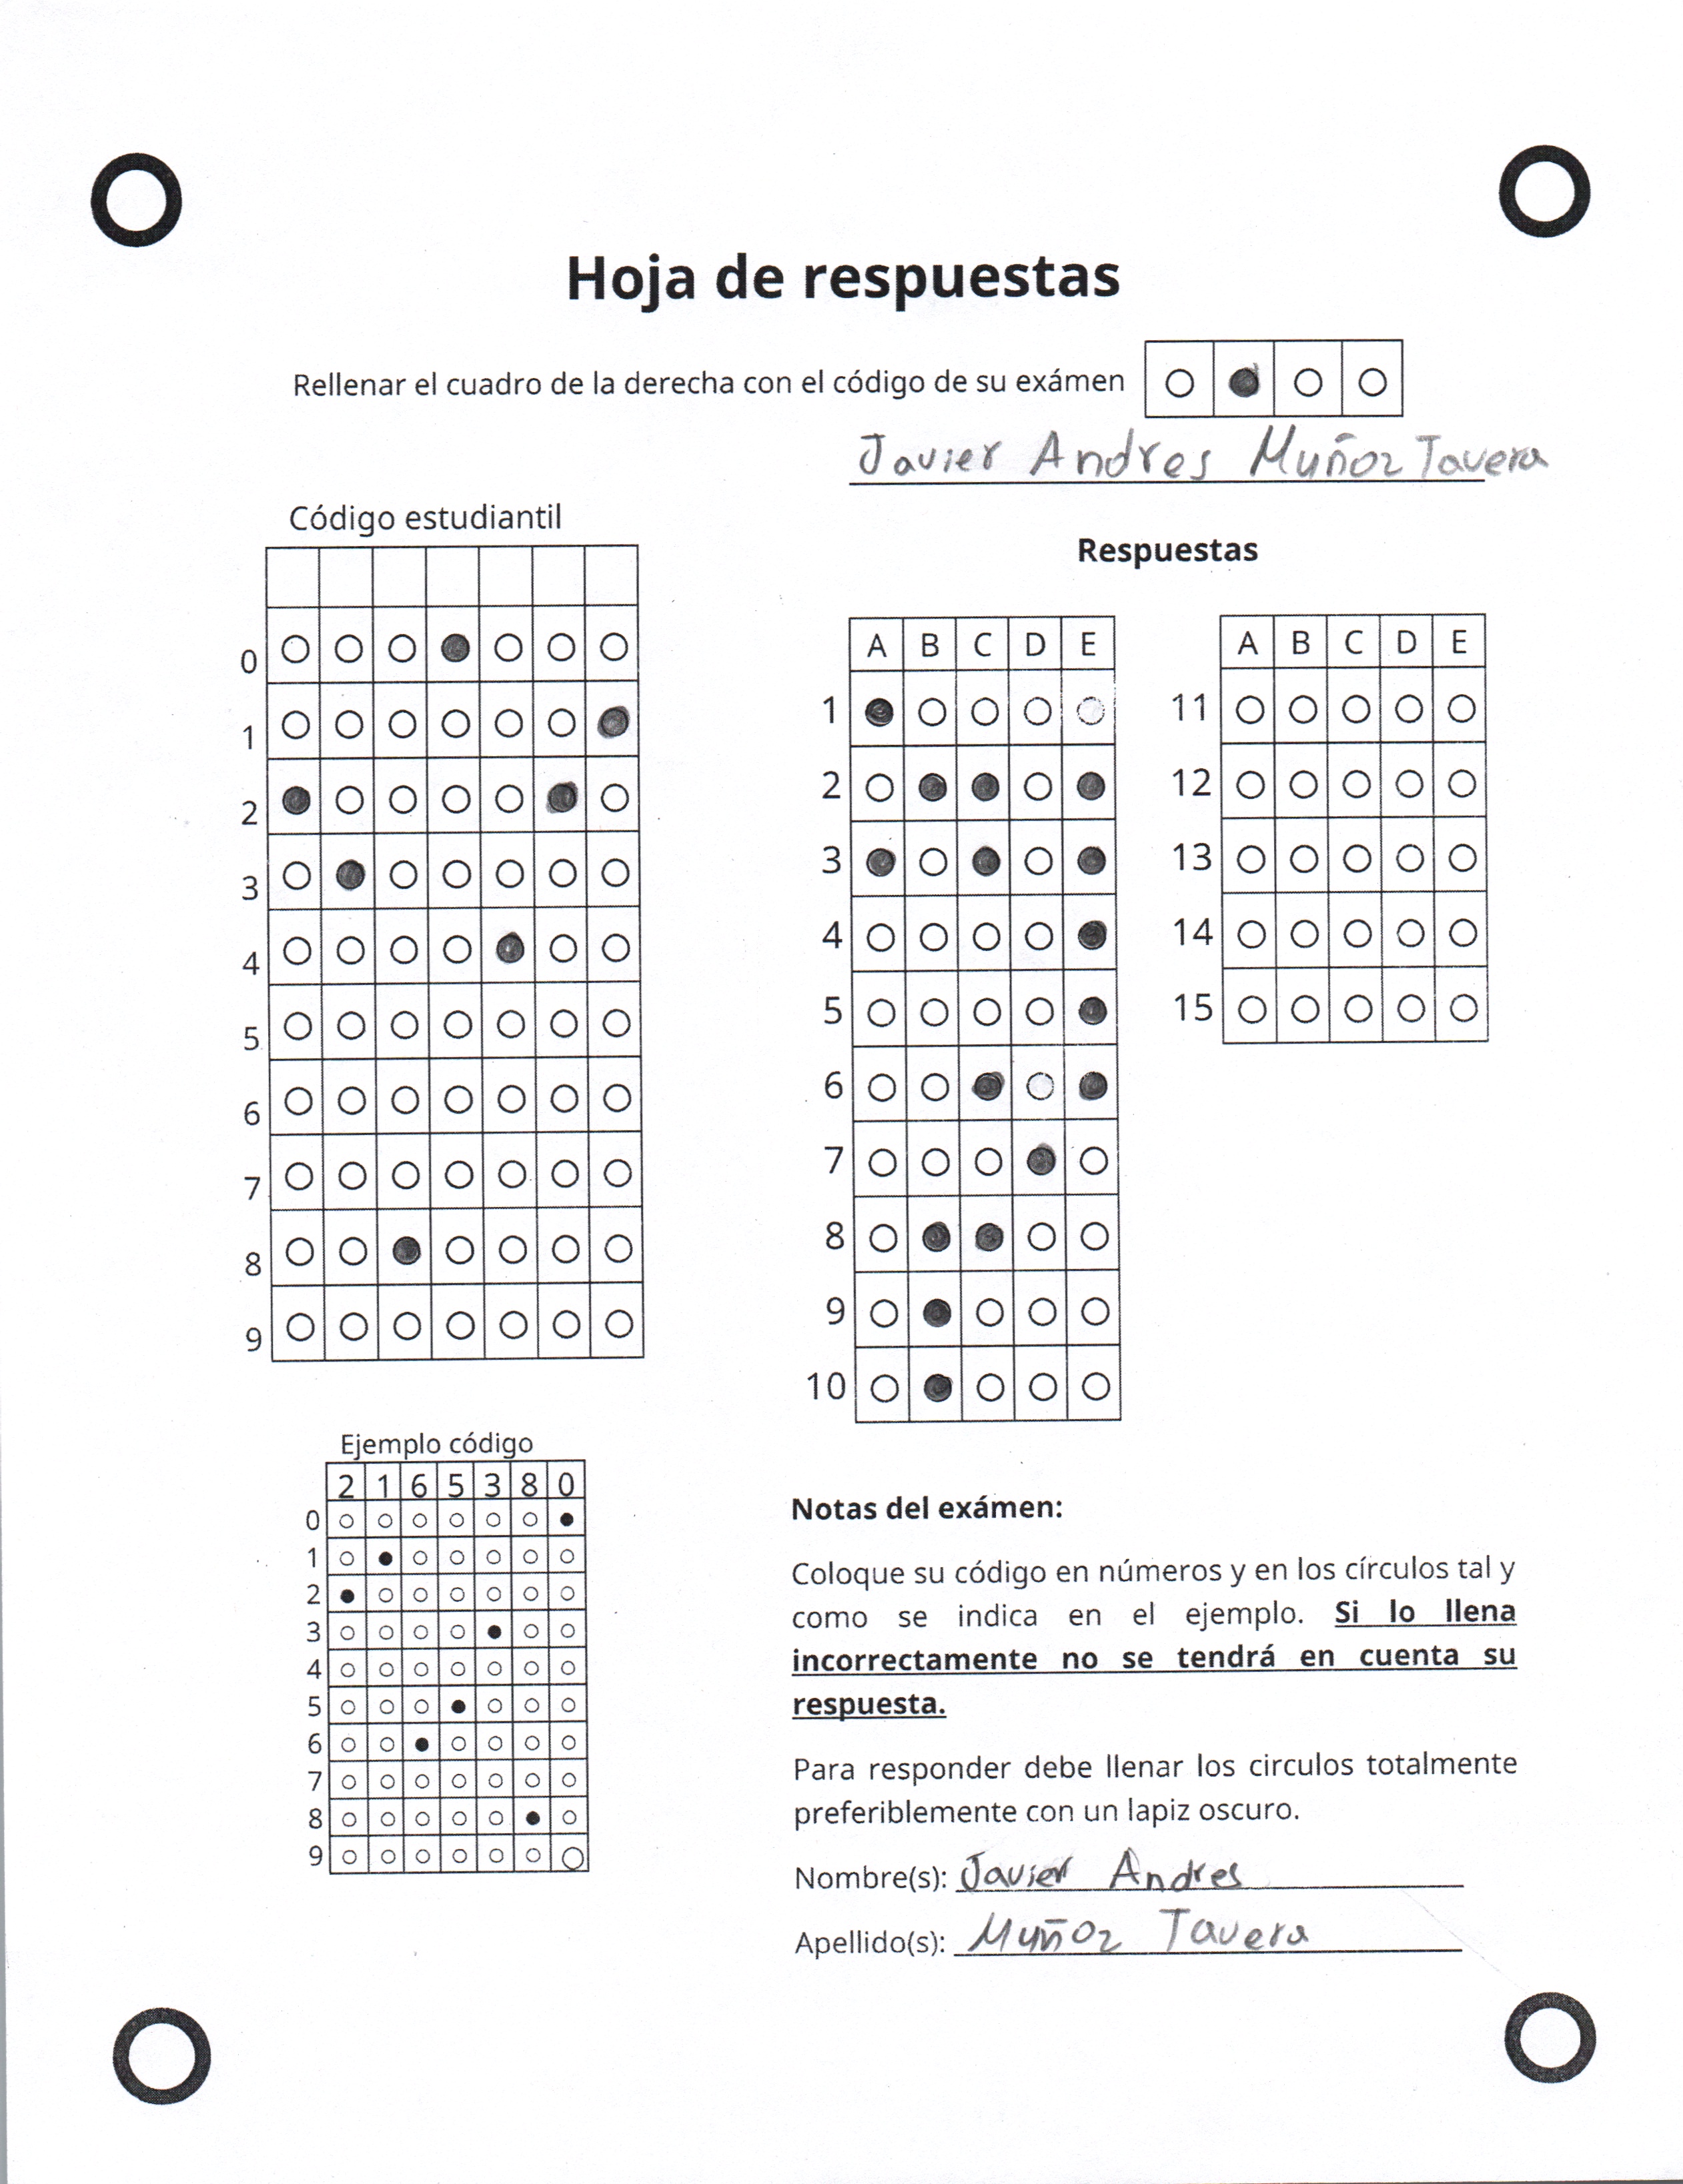 Hoja de respuestas
Rellenar el cuadro de la derecha con el código de su exámen
Javier Andres Muñoz Tavera
Código estudiantil
0
1
2
3
4
5
6
7
8
9
Respuestas
A B C D E
1
2
3
4
5
6
7
8
9
10
A B C D E
11
12
13
14
15
Ejemplo código
2 1 6 5 3 8 0
0
1
2
3
4
5
6
7
8
9
Notas del exámen:
Coloque su código en números y en los círculos tal y
como se indica en el ejemplo. Si lo llena
incorrectamente no se tendrá en cuenta su
respuesta.
Para responder debe llenar los circulos totalmente
preferiblemente con un lapiz oscuro.
Nombre(s): Javier Andres
Apellido(s): Muñoz Tavera